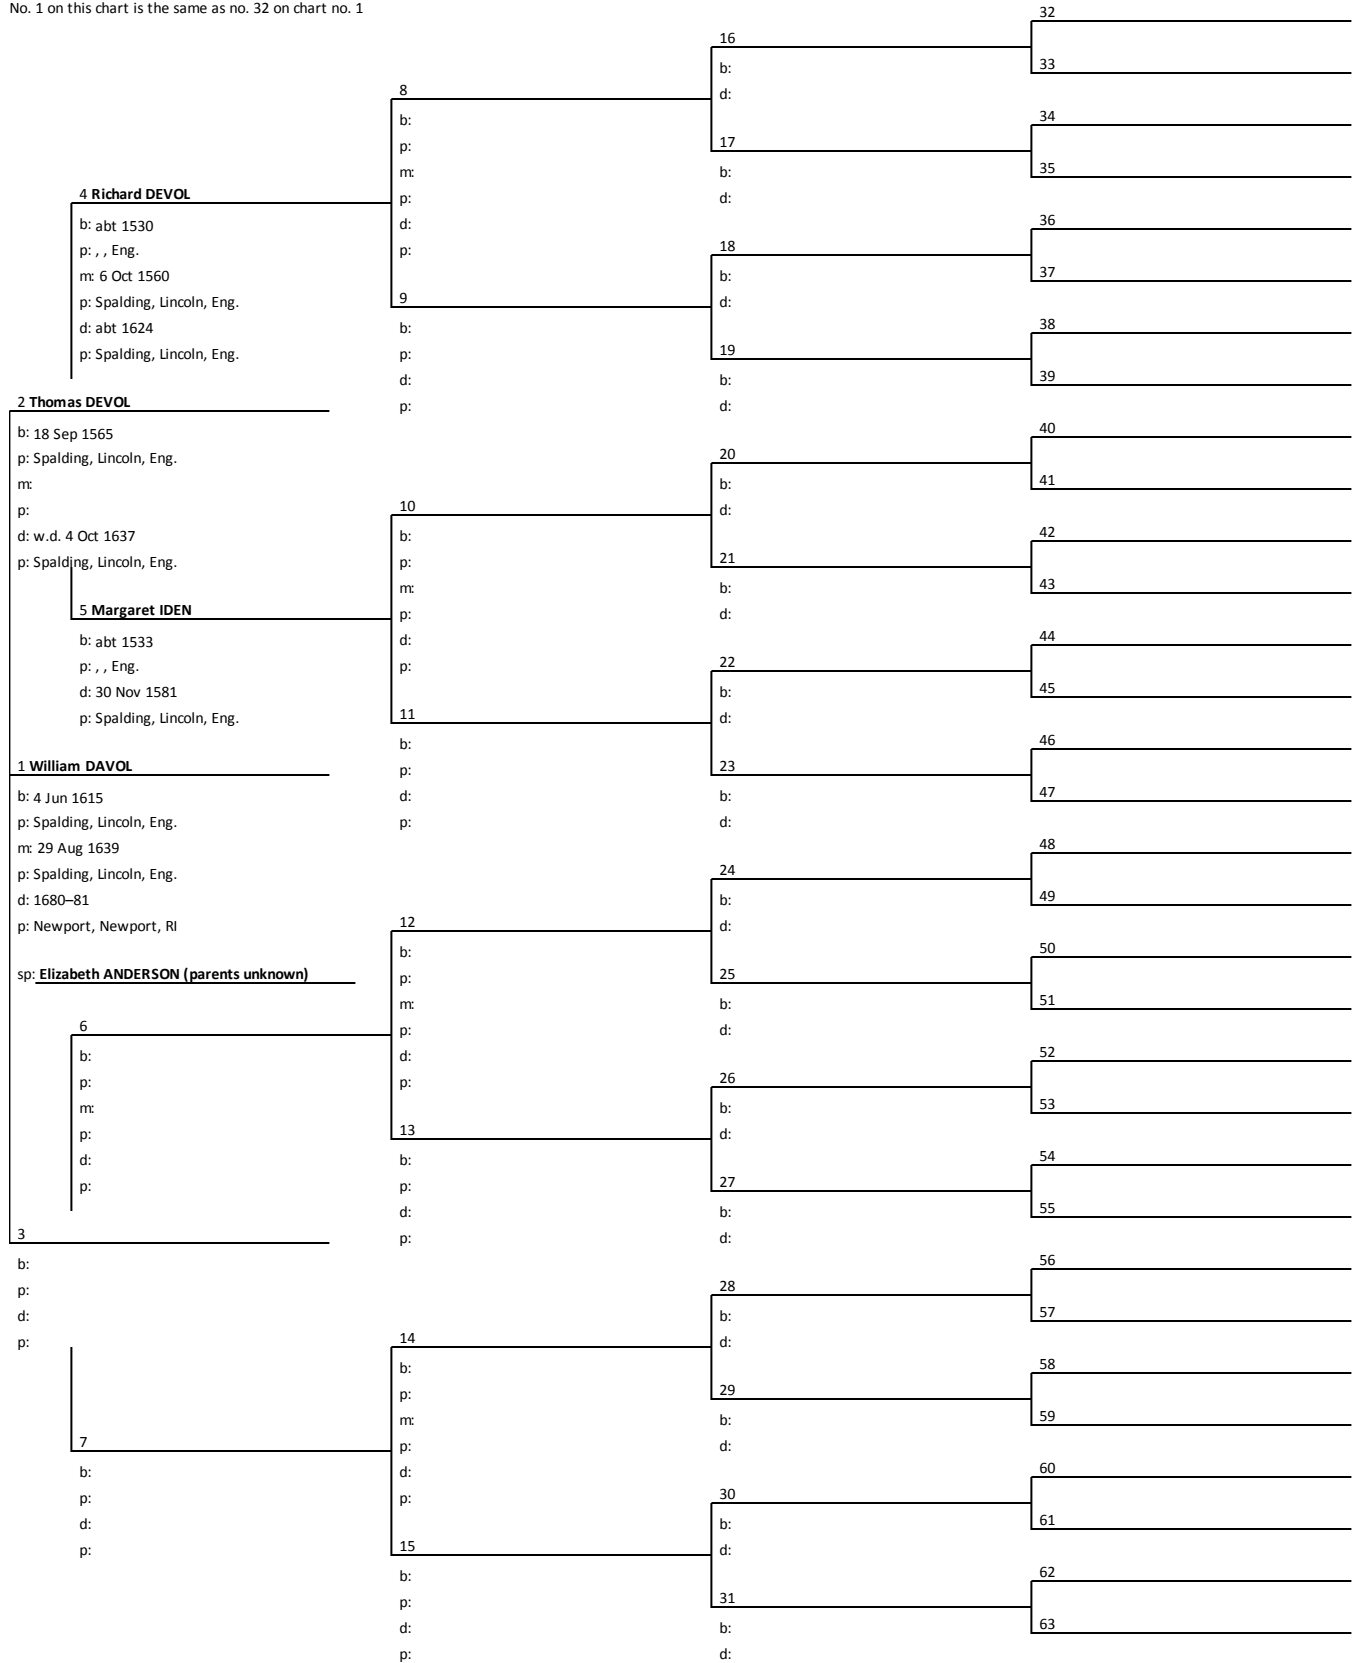 No. 1 on this chart is the same as no. 32 on chart no. 1
4 Richard DEVOL
b: abt 1530
p: , , Eng.
m: 6 Oct 1560
p: Spalding, Lincoln, Eng.
d: abt 1624
p: Spalding, Lincoln, Eng.
2 Thomas DEVOL
b: 18 Sep 1565
p: Spalding, Lincoln, Eng.
m:
p:
d: w.d. 4 Oct 1637
p: Spalding, Lincoln, Eng.
5 Margaret IDEN
b: abt 1533
p: , , Eng.
d: 30 Nov 1581
p: Spalding, Lincoln, Eng.
1 William DAVOL
b: 4 Jun 1615
p: Spalding, Lincoln, Eng.
m: 29 Aug 1639
p: Spalding, Lincoln, Eng.
d: 1680–81
p: Newport, Newport, RI
sp: Elizabeth ANDERSON (parents unknown)
6
b:
p:
m:
p:
d:
p:
3
b:
p:
d:
p:
7
b:
p:
d:
p:
8
b:
p:
m:
p:
d:
p:
9
b:
p:
d:
p:
10
b:
p:
m:
p:
d:
p:
11
b:
p:
d:
p:
12
b:
p:
m:
p:
d:
p:
13
b:
p:
d:
p:
14
b:
p:
m:
p:
d:
p:
15
b:
p:
d:
p:
16
b:
d:
17
b:
d:
18
b:
d:
19
b:
d:
20
b:
d:
21
b:
d:
22
b:
d:
23
b:
d:
24
b:
d:
25
b:
d:
26
b:
d:
27
b:
d:
28
b:
d:
29
b:
d:
30
b:
d:
31
b:
d:
32
33
34
35
36
37
38
39
40
41
42
43
44
45
46
47
48
49
50
51
52
53
54
55
56
57
58
59
60
61
62
63